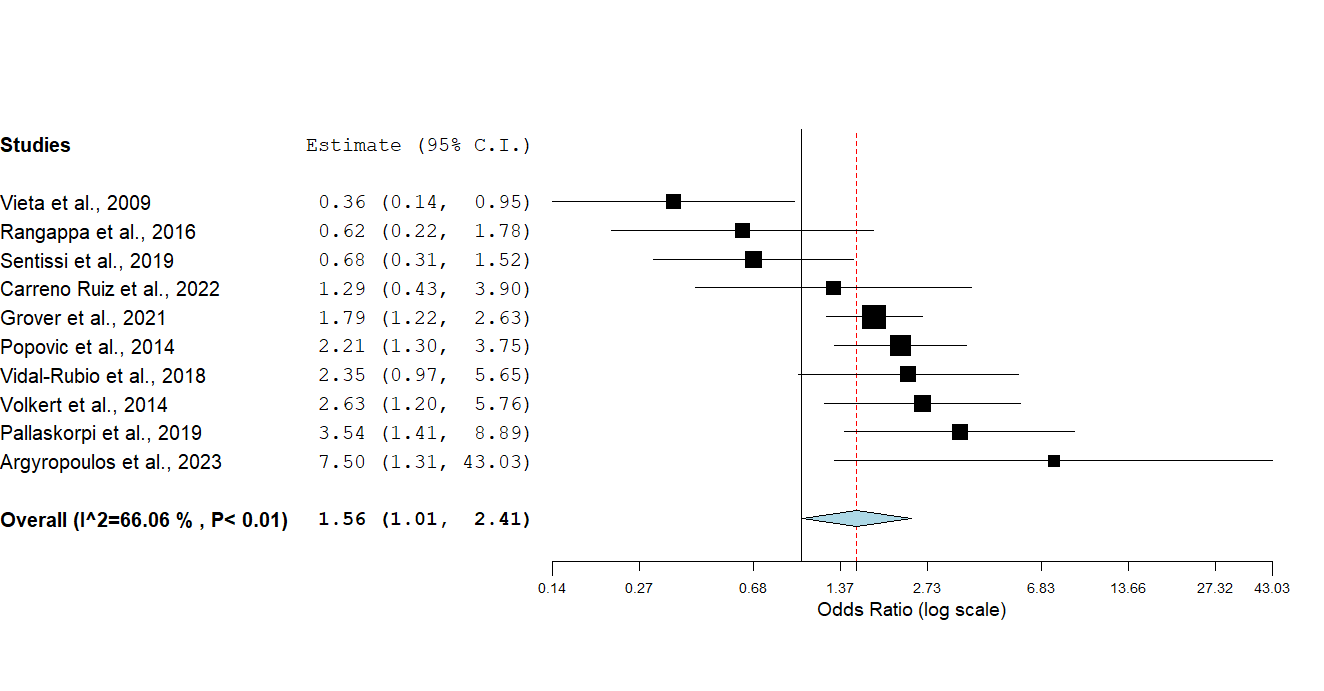 Studies Estimate (95% C.I.)
Vieta et al., 2009 0.36 (0.14, 0.95)
Rangappa et al., 2016 0.62 (0.22, 1.78)
Sentissi et al., 2019 0.68 (0.31, 1.52)
Carreno Ruiz et al., 2022 1.29 (0.43, 3.90)
Grover et al., 2021 1.79 (1.22, 2.63)
Popovic et al., 2014 2.21 (1.30, 3.75)
Vidal-Rubio et al., 2018 2.35 (0.97, 5.65)
Volkert et al., 2014 2.63 (1.20, 5.76)
Pallaskorpi et al., 2019 3.54 (1.41, 8.89)
Argyropoulos et al., 2023 7.50 (1.31, 43.03)
Overall (I^2=66.06 % , P< 0.01) 1.56 (1.01, 2.41)
0.14 0.27 0.68 1.37 2.73 6.83 13.66 27.32 43.03
Odds Ratio (log scale)